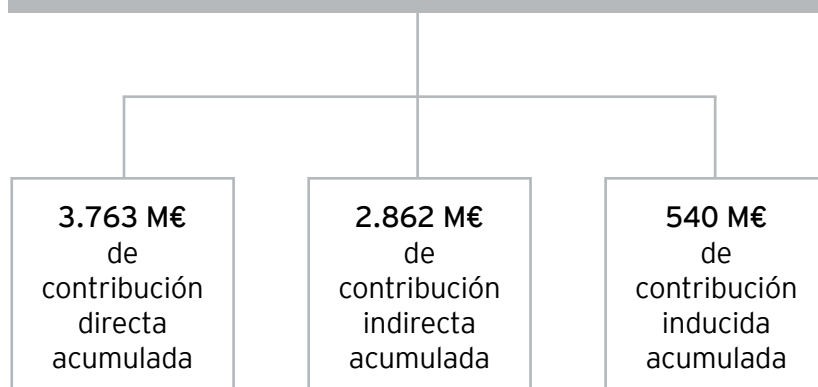 3.763 M€
de
contribución
directa
acumulada
2.862 M€
de
contribución
indirecta
acumulada
540 M€
de
contribución
inducida
acumulada